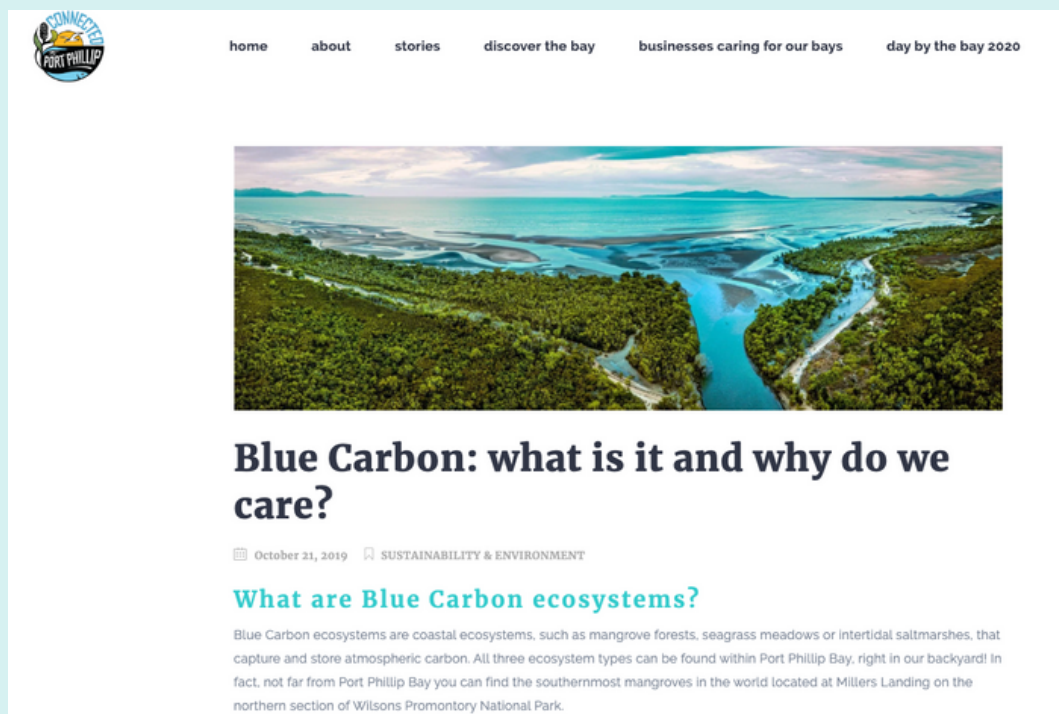 CONNECTED
PORT PHILLIP
home about stories discover the bay businesses caring for our bays day by the bay 2020
Blue Carbon: what is it and why do we
care?
October 21, 2019 SUSTAINABILITY & ENVIRONMENT
What are Blue Carbon ecosystems?
Blue Carbon ecosystems are coastal ecosystems, such as mangrove forests, seagrass meadows or intertidal saltmarshes, that
capture and store atmospheric carbon. All three ecosystem types can be found within Port Phillip Bay, right in our backyard! In
fact, not far from Port Phillip Bay you can find the southernmost mangroves in the world located at Millers Landing on the
northern section of Wilsons Promontory National Park.